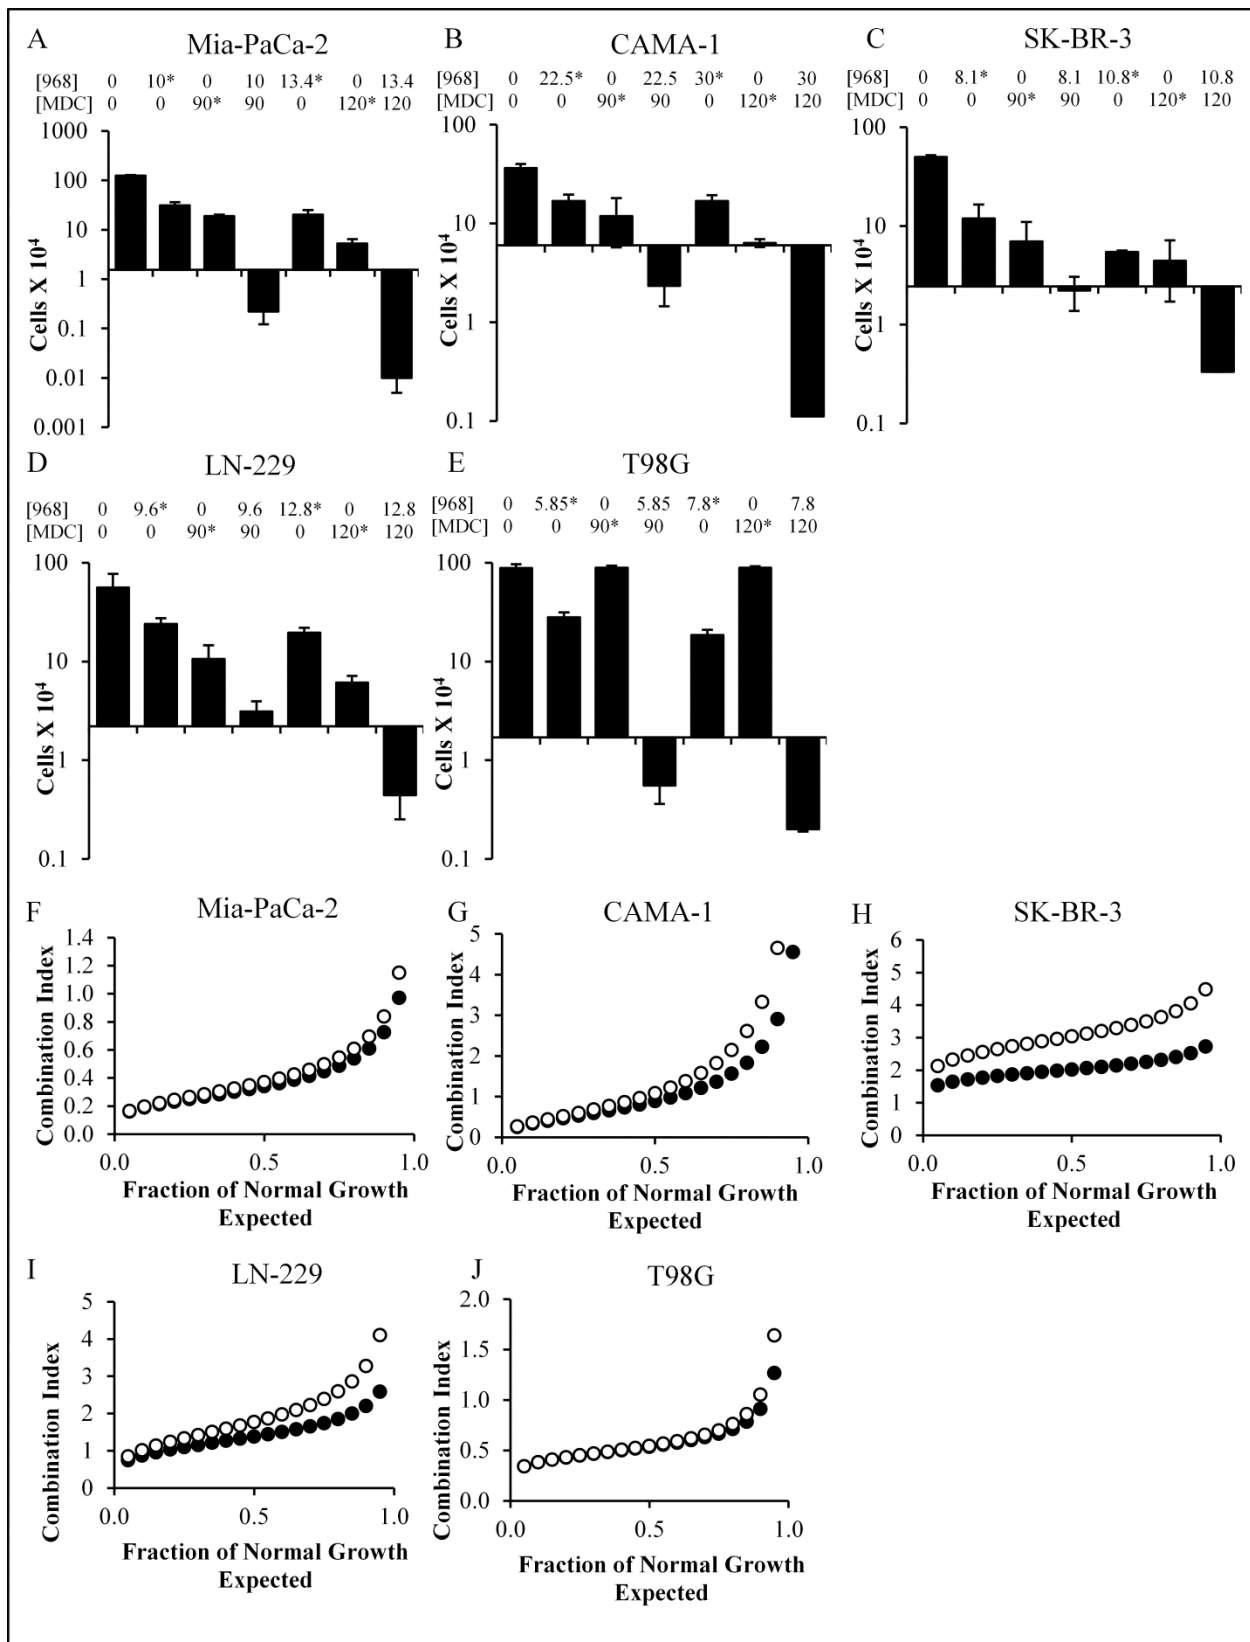 A
Mia-PaCa-2
[968] 0 10* 0 10 13.4* 0 13.4
[MDC] 0 0 90* 90 0 120* 120
1000
100
10
1
0.1
0.01
0.001
Cells X 10⁴
B
CAMA-1
0 22.5* 0 22.5 30* 0 30
0 0 90* 90 0 120* 120
100
10
1
0.1
Cells X 10⁴
C
SK-BR-3
0 8.1* 0 8.1 10.8* 0 10.8
0 0 90* 90 0 120* 120
100
10
1
0.1
Cells X 10⁴
D
LN-229
[968] 0 9.6* 0 9.6 12.8* 0 12.8
[MDC] 0 0 90* 90 0 120* 120
100
10
1
0.1
Cells X 10⁴
E
T98G
0 5.85* 0 5.85 7.8* 0 7.8
0 0 90* 90 0 120* 120
100
10
1
0.1
Cells X 10⁴
F
Mia-PaCa-2
1.4
1.2
1.0
0.8
0.6
0.4
0.2
0.0
Combination Index
0.0 0.5 1.0
Fraction of Normal Growth
Expected
G
CAMA-1
5
4
3
2
1
0
Combination Index
0.0 0.5 1.0
Fraction of Normal Growth
Expected
H
SK-BR-3
6
5
4
3
2
1
0
Combination Index
0.0 0.5 1.0
Fraction of Normal Growth
Expected
I
LN-229
5
4
3
2
1
0
Combination Index
0.0 0.5 1.0
Fraction of Normal Growth
Expected
J
T98G
2.0
1.5
1.0
0.5
0.0
Combination Index
0.0 0.5 1.0
Fraction of Normal Growth
Expected